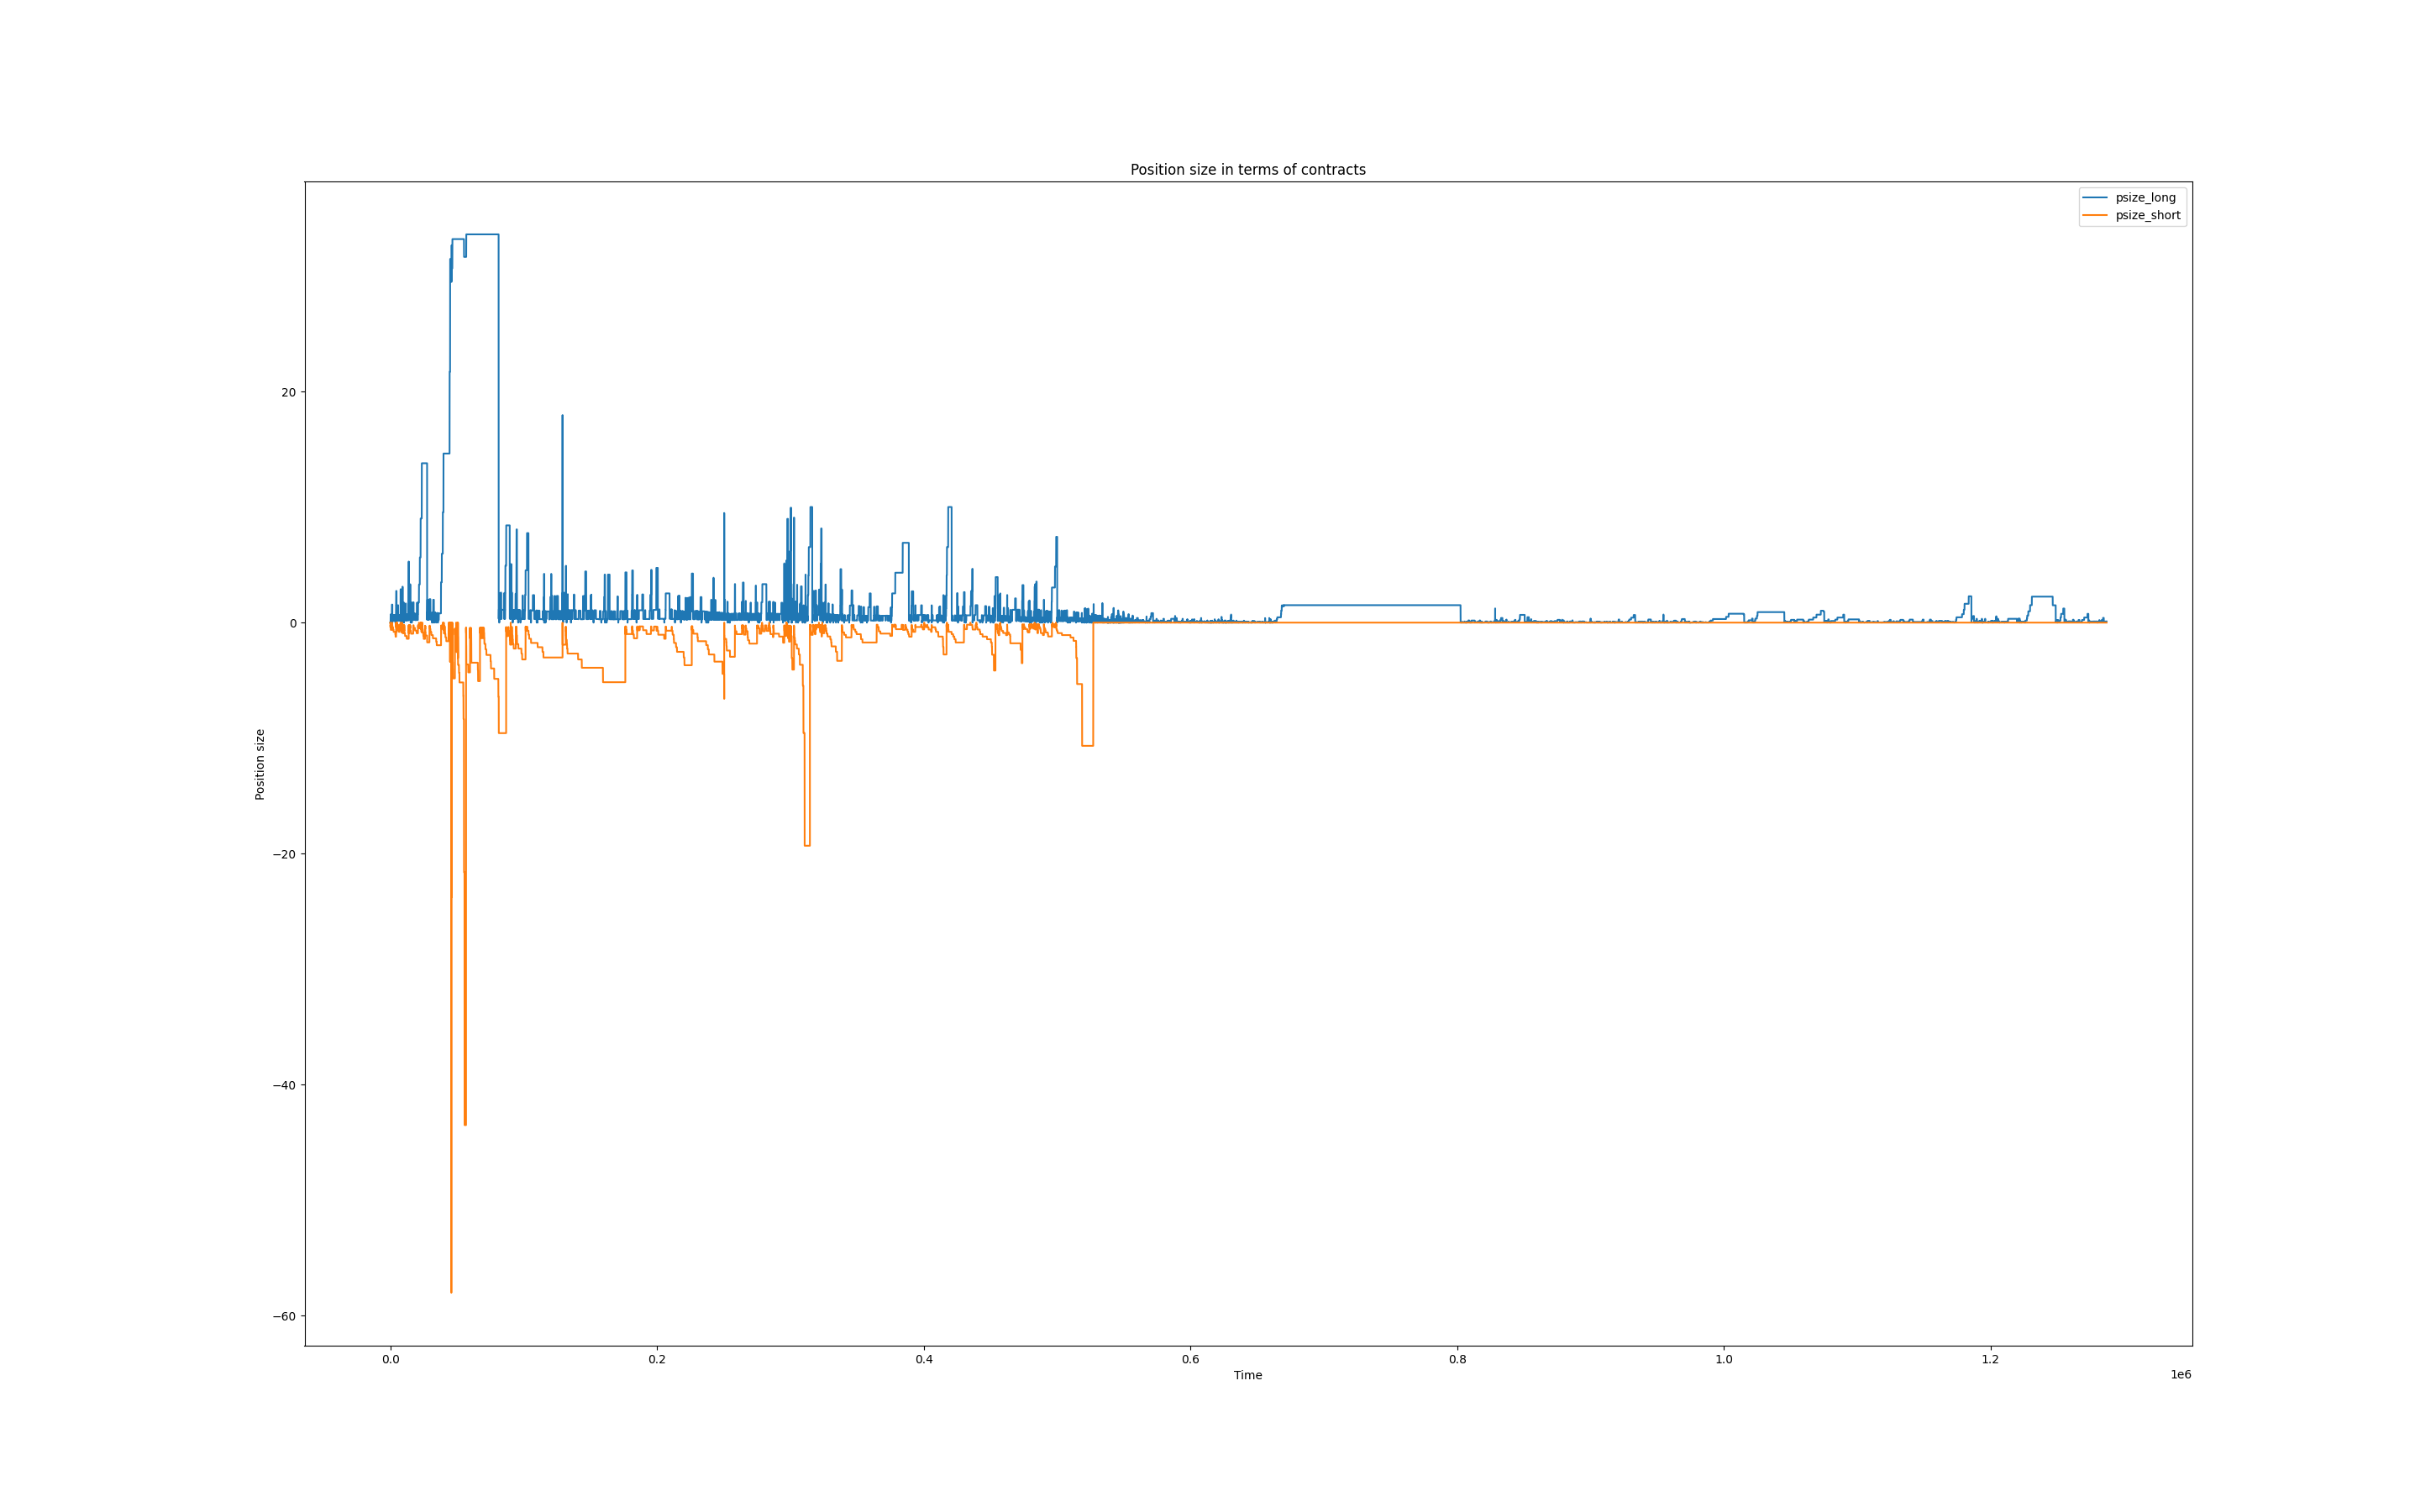 Position size in terms of contracts
psize_long
psize_short
Position size
20
0
−20
−40
−60
0.0
0.2
0.4
0.6
0.8
1.0
1.2
Time
1e6